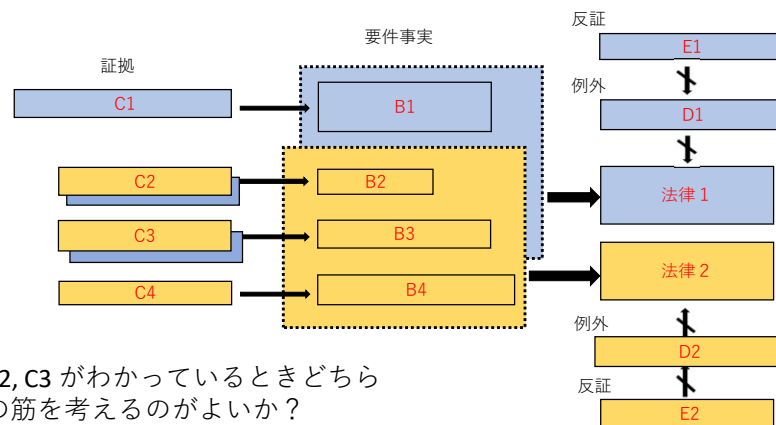 反証
E1
要件事実
証拠
例外
C1
B1
D1
C2
B2
法律1
C3
B3
法律2
C4
B4
例外
D2
2, C3 がわかっているときどちら
の筋を考えるのがよいか？
反証
E2